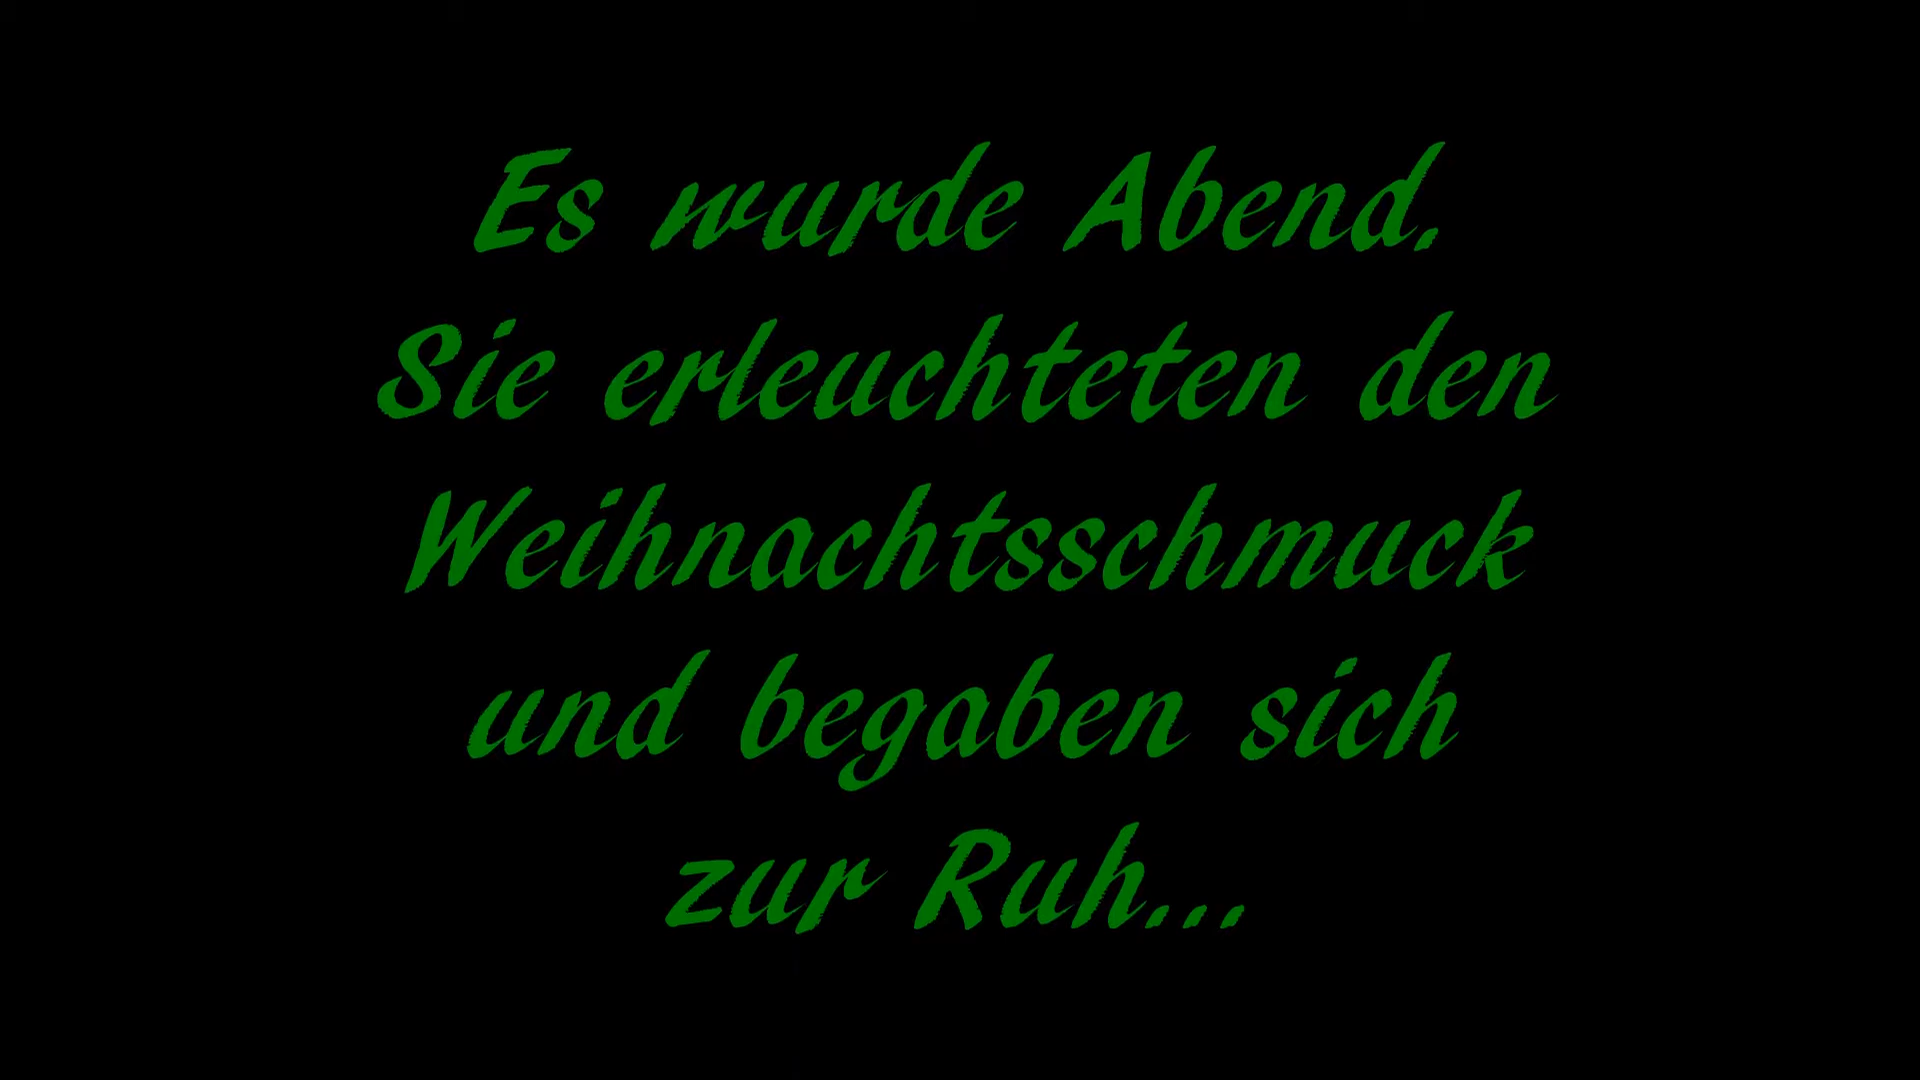 Es wurde Abend.
Sie erleuchteten den
Weihnachtsschmuck
und begaben sich
zur Ruh...